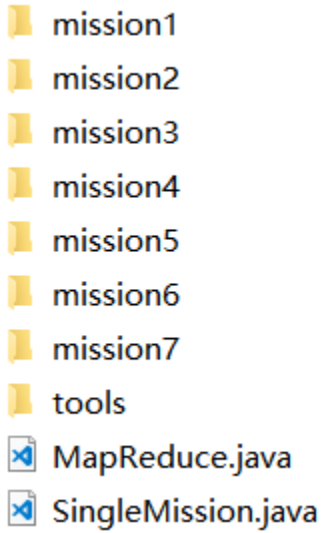 mission1
mission2
mission3
mission4
mission5
mission6
mission7
tools
MapReduce.java
SingleMission.java